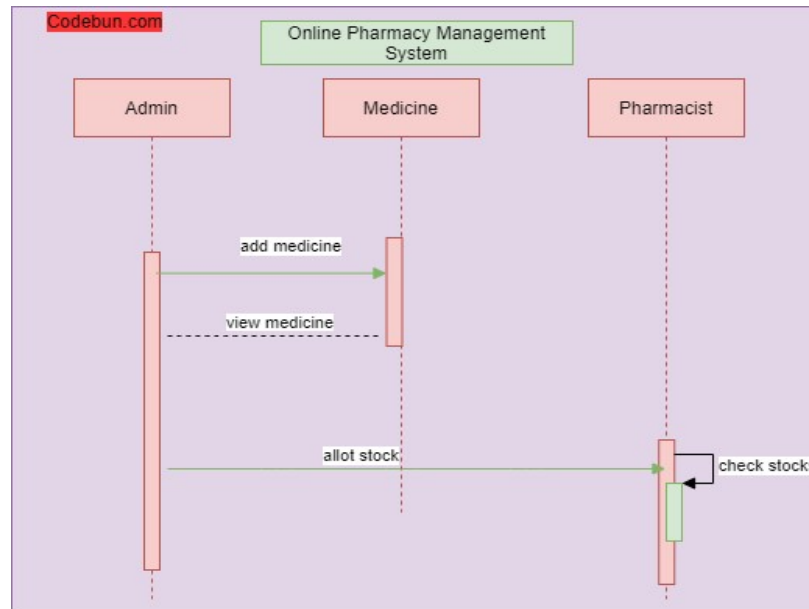 Codebun.com
Online Pharmacy Management
System
Admin
Medicine
Pharmacist
add medicine
view medicine
allot stock
check stock